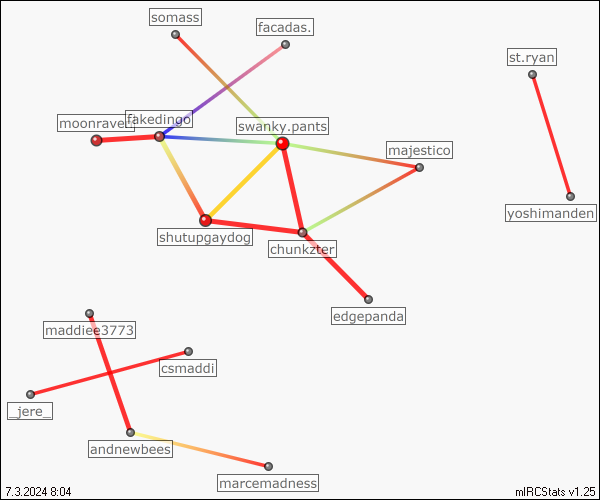 somass
facadas.
st.ryan
moonraven
fakedingo
swanky.pants
majestico
yoshimanden
shutupgaydog
chunkzter
edgepanda
maddiee3773
csmaddi
_jere_
andnewbees
marcemadness
7.3.2024 8:04
mIRCStats v1.25